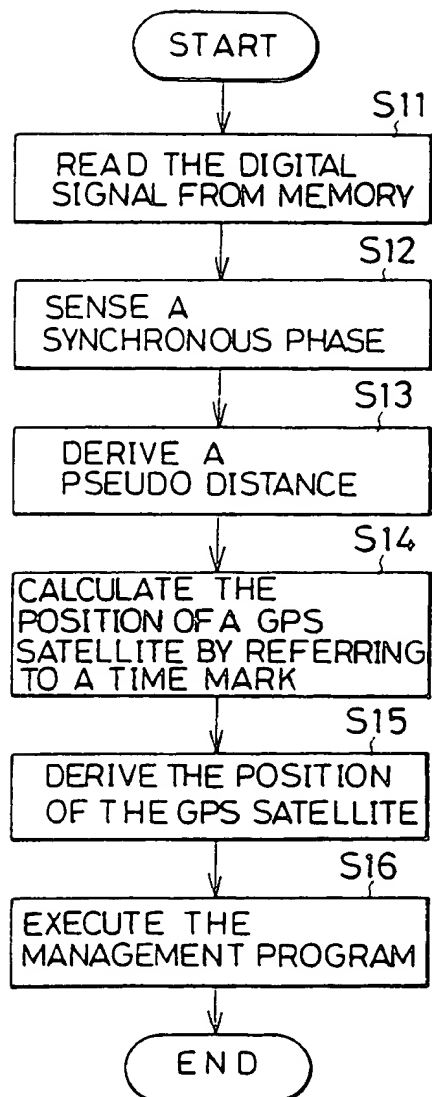 START
S11
READ THE DIGITAL
SIGNAL FROM MEMORY
S12
SENSE A
SYNCHRONOUS PHASE
S13
DERIVE A
PSEUDO DISTANCE
S14
CALCULATE THE
POSITION OF A GPS
SATELLITE BY REFERRING
TO A TIME MARK
S15
DERIVE THE POSITION
OF THE GPS SATELLITE
S16
EXECUTE THE
MANAGEMENT PROGRAM
END